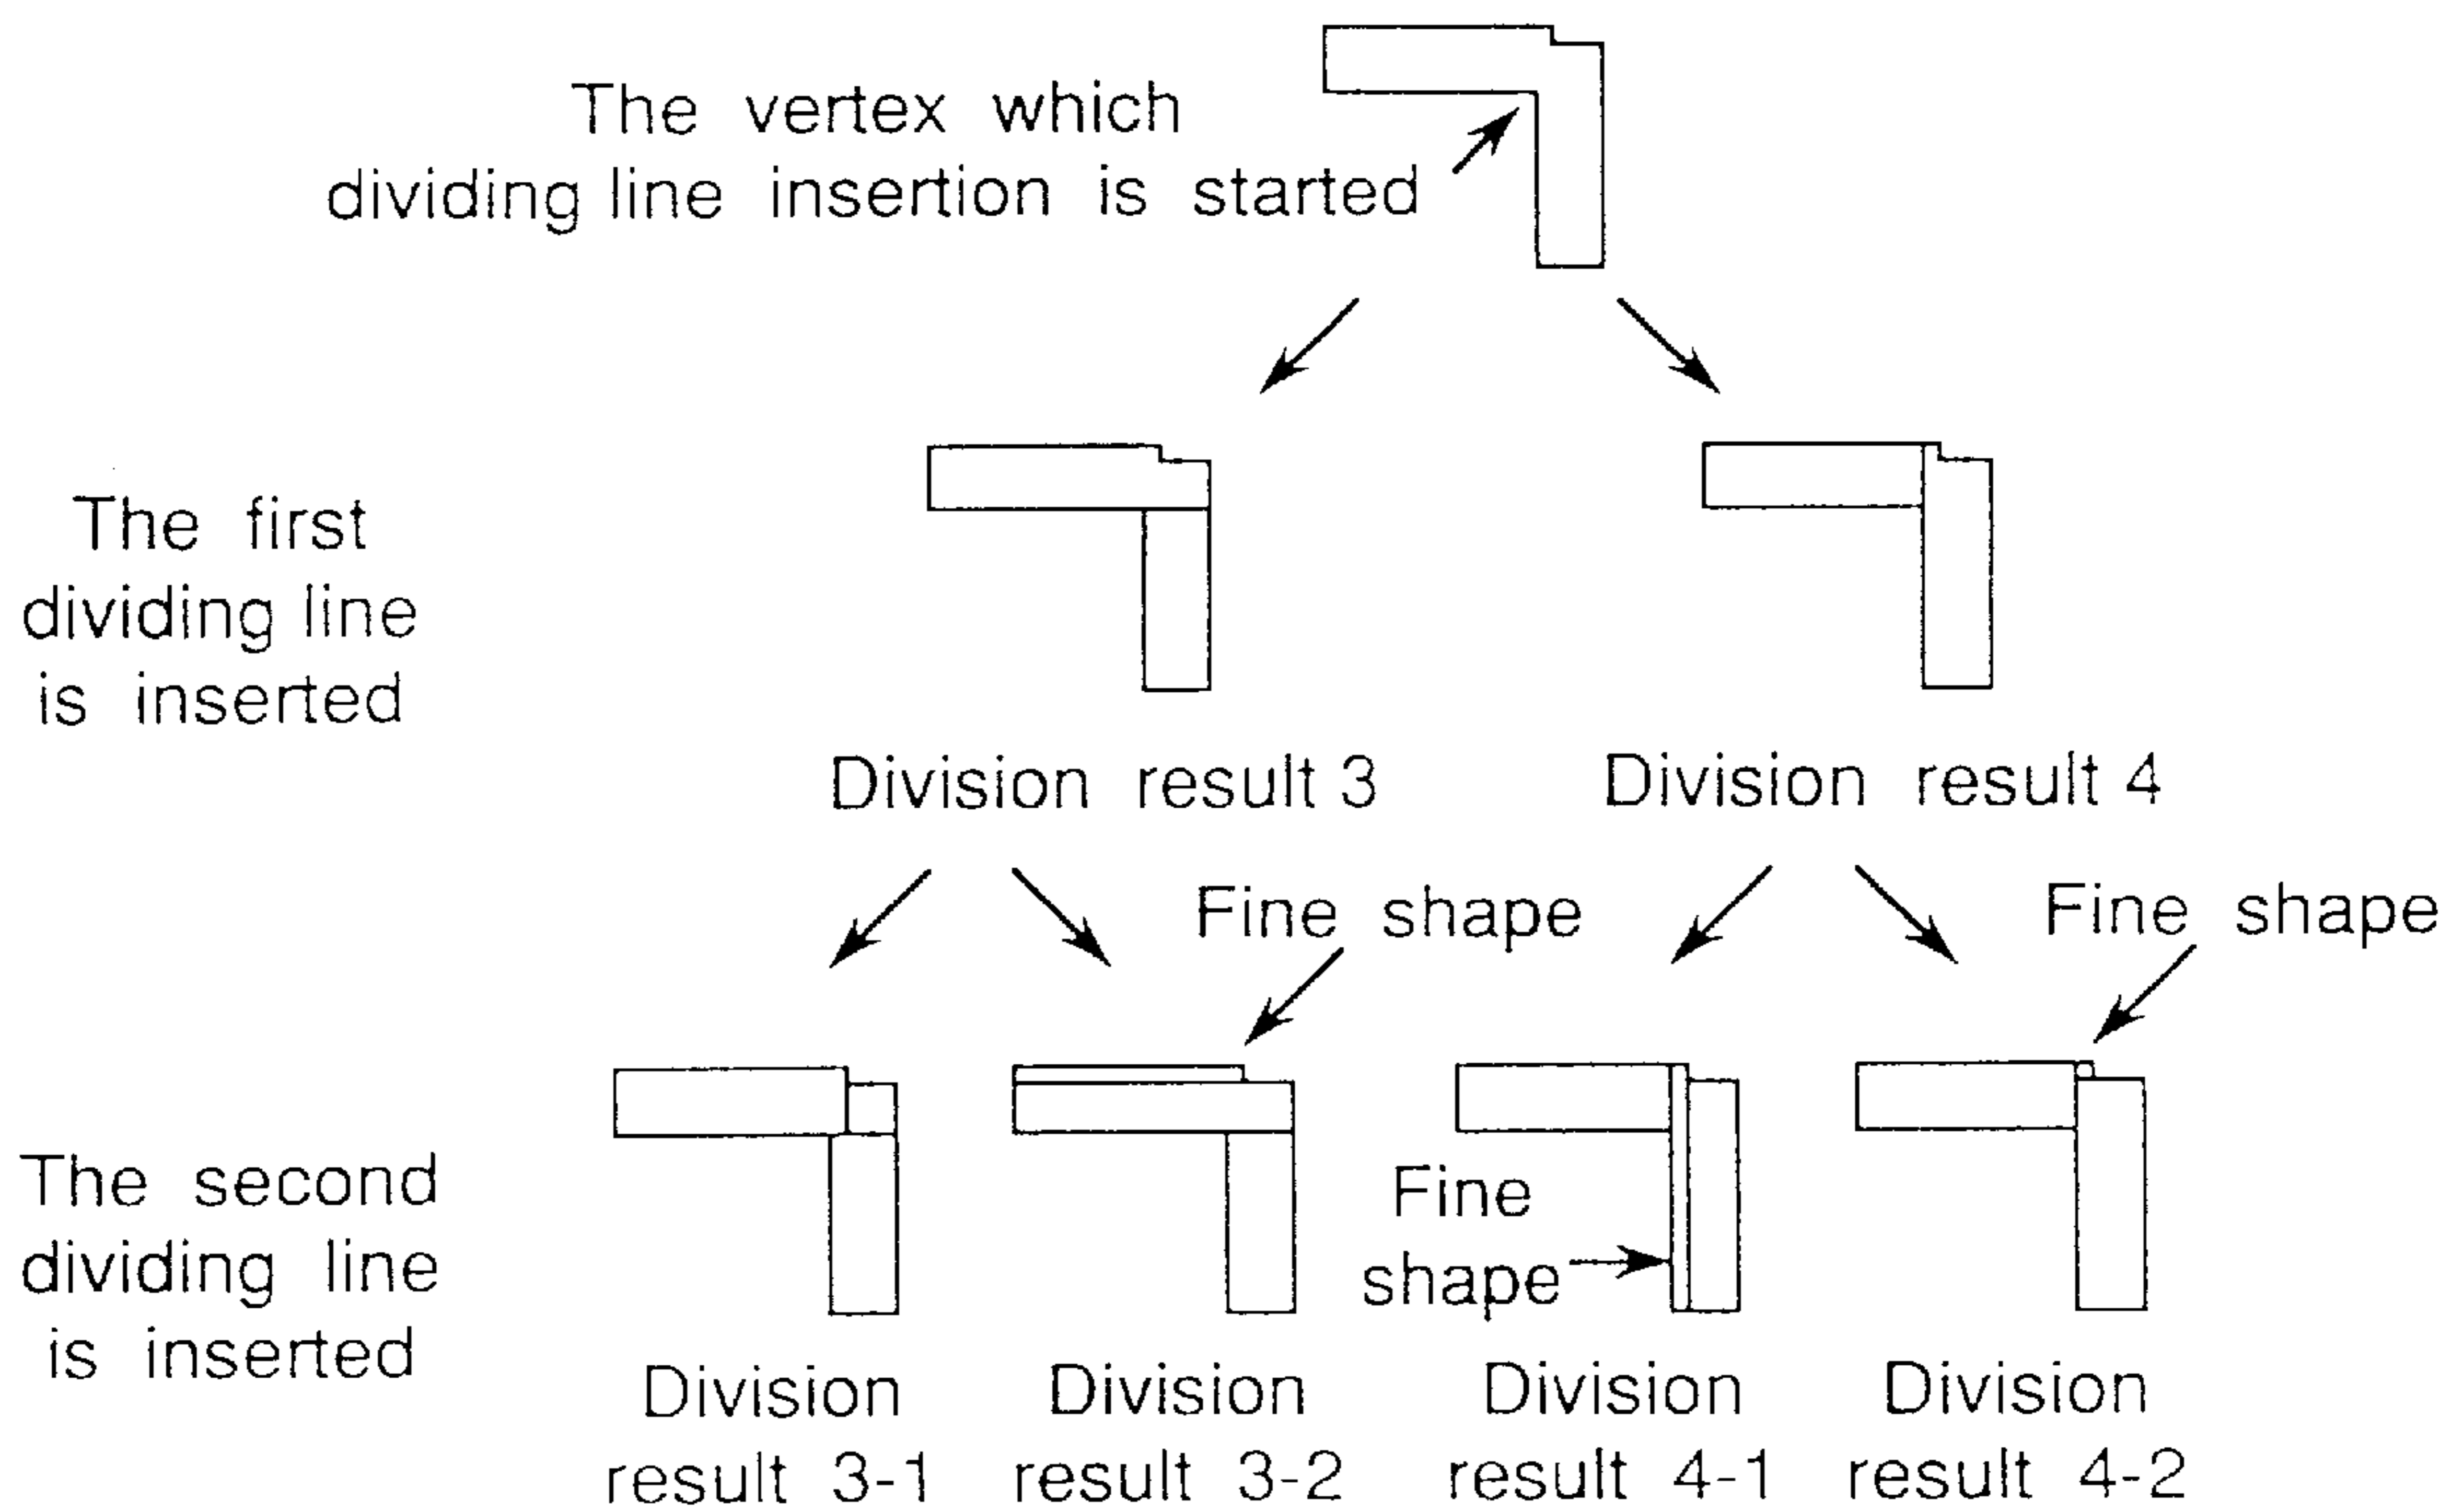 The vertex which
dividing line insertion is started
The first
dividing line
is inserted
Division result 3
Division result 4
Fine shape
Fine shape
The second
dividing line
is inserted
Fine
shape
Division
result 3-1
Division
result 3-2
Division
result 4-1
Division
result 4-2